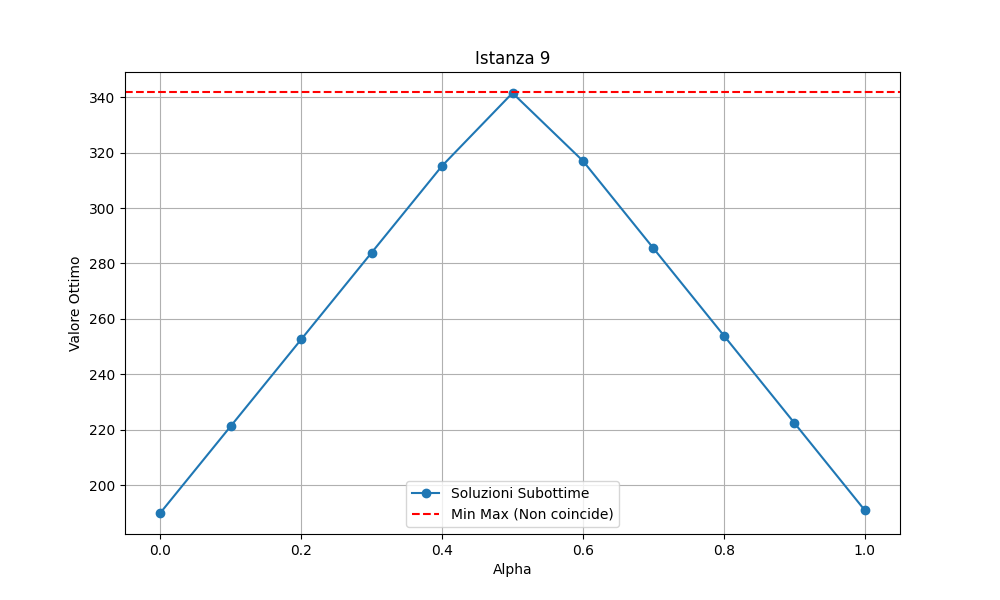 Istanza 9
Valore Ottimo
340
320
300
280
260
240
220
200
0.0 0.2 0.4 0.6 0.8 1.0
Alpha
Soluzioni Subottime
Min Max (Non coincide)